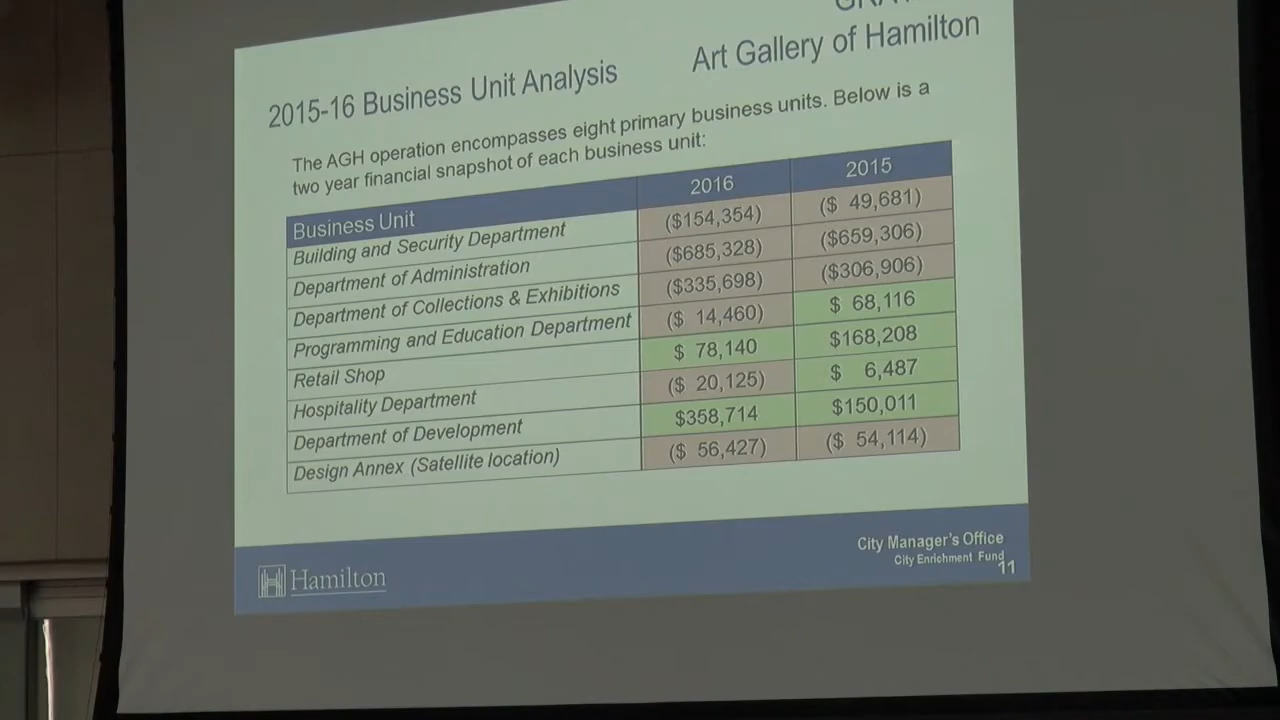 Art Gallery of Hamilton
2015-16 Business Unit Analysis
The AGH operation encompasses eight primary business units. Below is a
two year financial snapshot of each business unit:
Business Unit 2016 2015
Building and Security Department ($154,354) ($ 49,681)
Department of Administration ($685,328) ($659,306)
Department of Collections & Exhibitions ($335,698) ($306,906)
Programming and Education Department ($ 14,460) $ 68,116
Retail Shop $ 78,140 $168,208
Hospitality Department ($ 20,125) $ 6,487
Department of Development $358,714 $150,011
Design Annex (Satellite location) ($ 56,427) ($ 54,114)
Hamilton
City Manager's Office
City Enrichment Fund
11